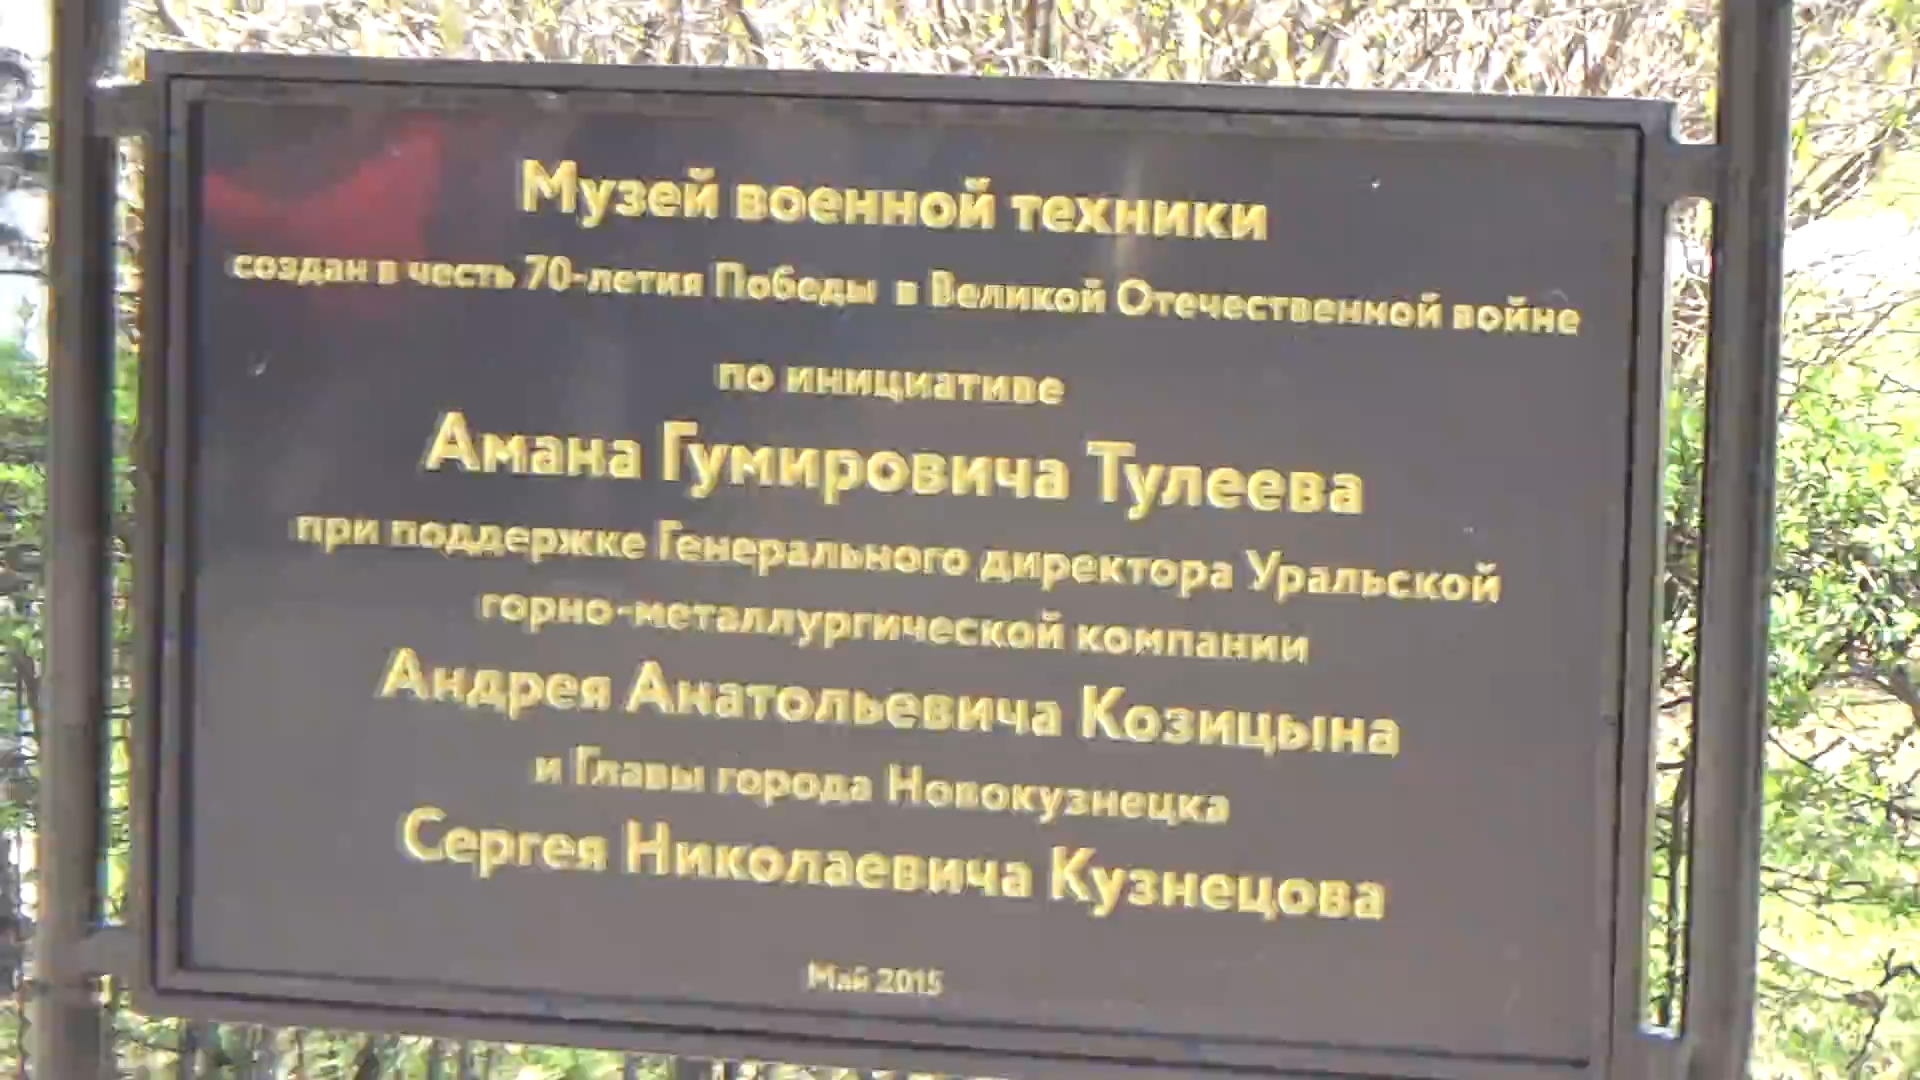 Музей военной техники
создан в честь 70-летия Победы в Великой Отечественной войне
по инициативе
Амана Гумировича Тулеева
при поддержке Генерального директора Уральской
горно-металлургической компании
Андрея Анатольевича Козицына
и Главы города Новокузнецка
Сергея Николаевича Кузнецова
Май 2015